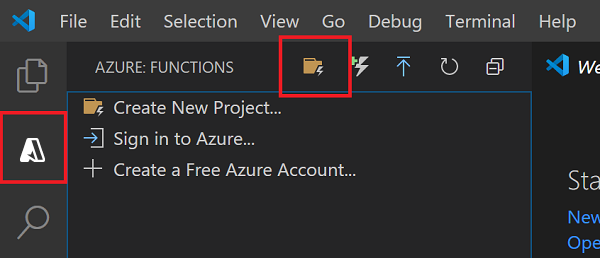 File Edit Selection View Go Debug Terminal Help
AZURE: FUNCTIONS
We
Create New Project...
Sign in to Azure...
Create a Free Azure Account...
Sta
New
Ope